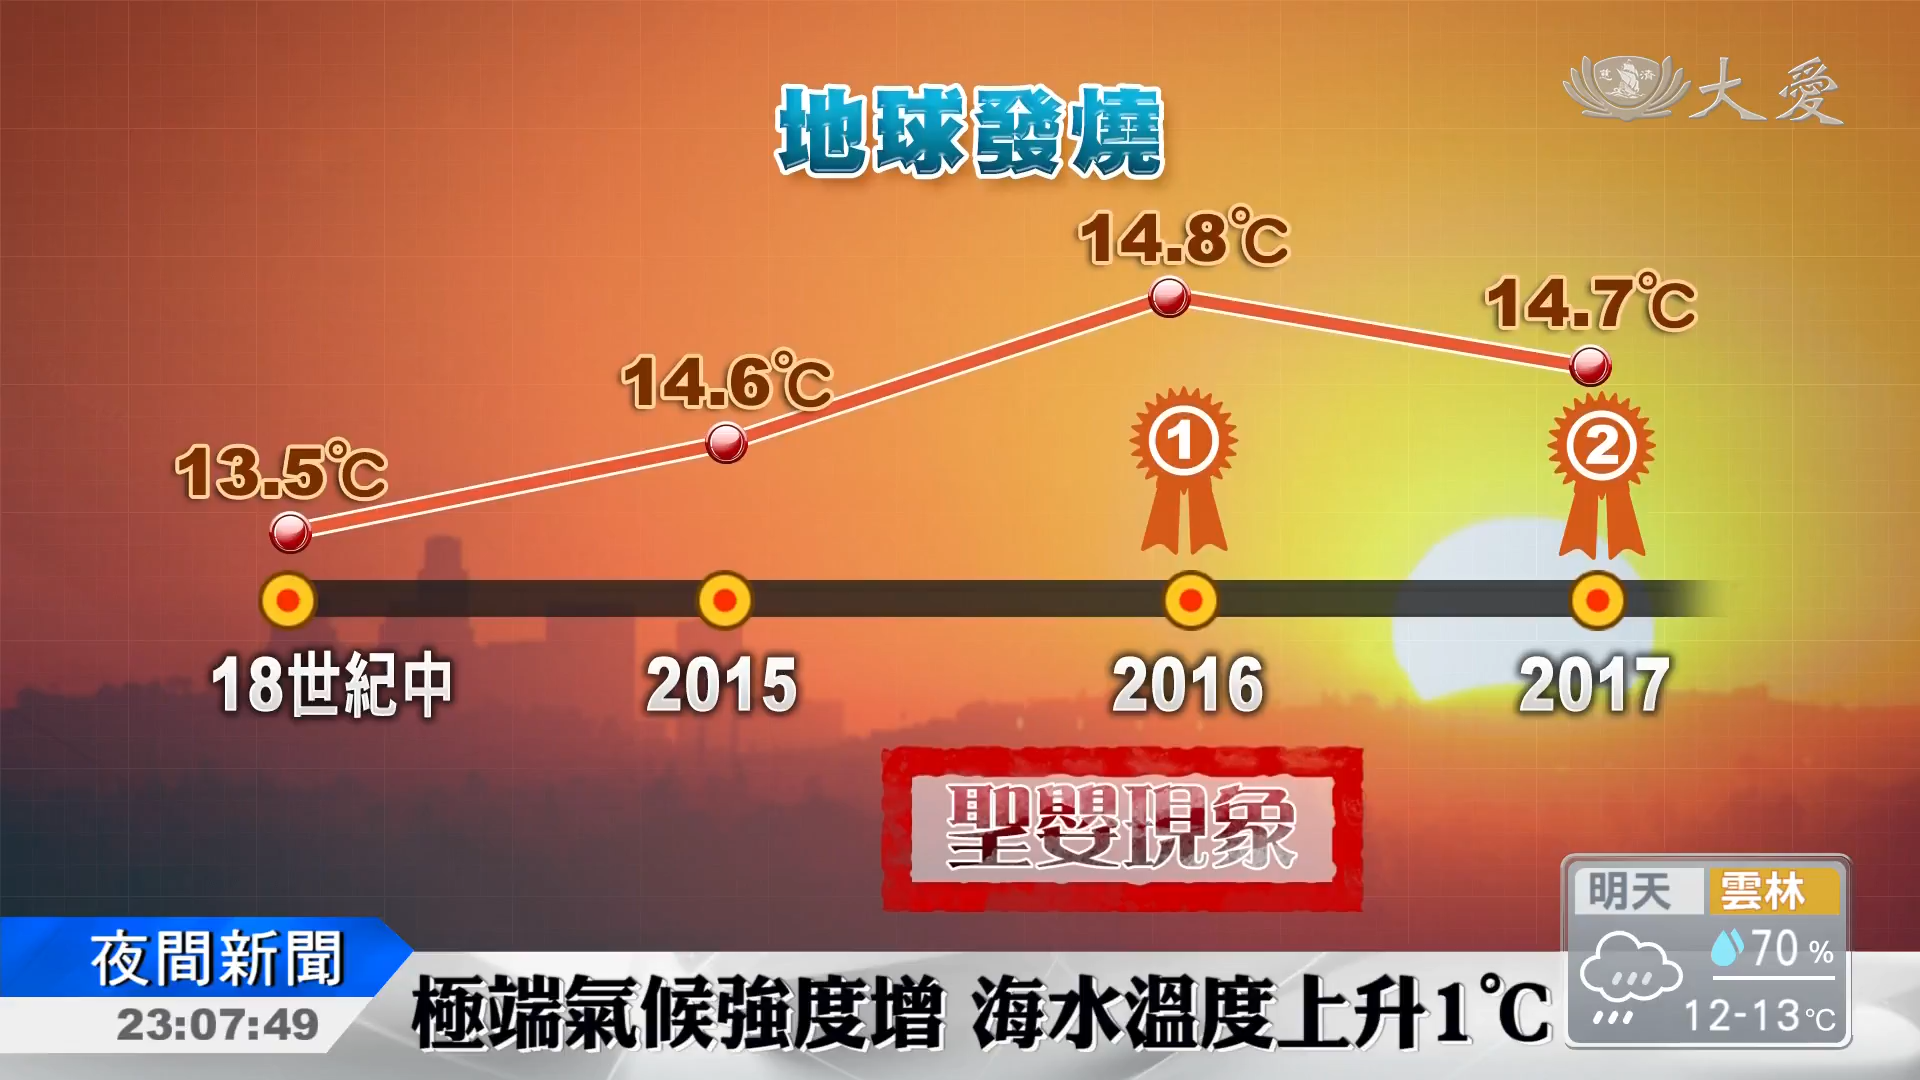 慈濟
大愛
地球發燒
14.8℃
14.7℃
14.6℃
13.5℃
1
2
18世紀中
2015
2016
2017
聖嬰現象
明天
雲林
70 %
12-13℃
夜間新聞
23:07:49
極端氣候強度增 海水溫度上升1℃